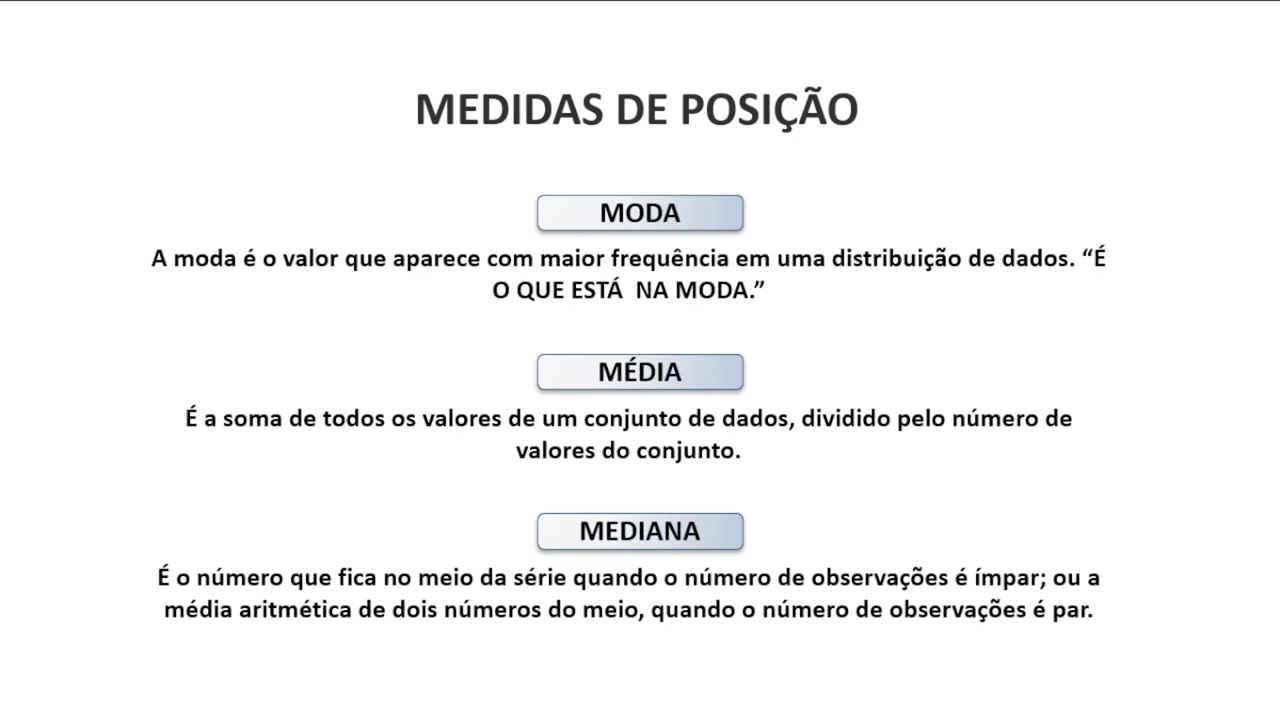 MEDIDAS DE POSIÇÃO
MODA
A moda é o valor que aparece com maior frequência em uma distribuição de dados. “É
O QUE ESTÁ  NA MODA.”
MÉDIA
É a soma de todos os valores de um conjunto de dados, dividido pelo número de
valores do conjunto.
MEDIANA
É o número que fica no meio da série quando o número de observações é ímpar; ou a
média aritmética de dois números do meio, quando o número de observações é par.